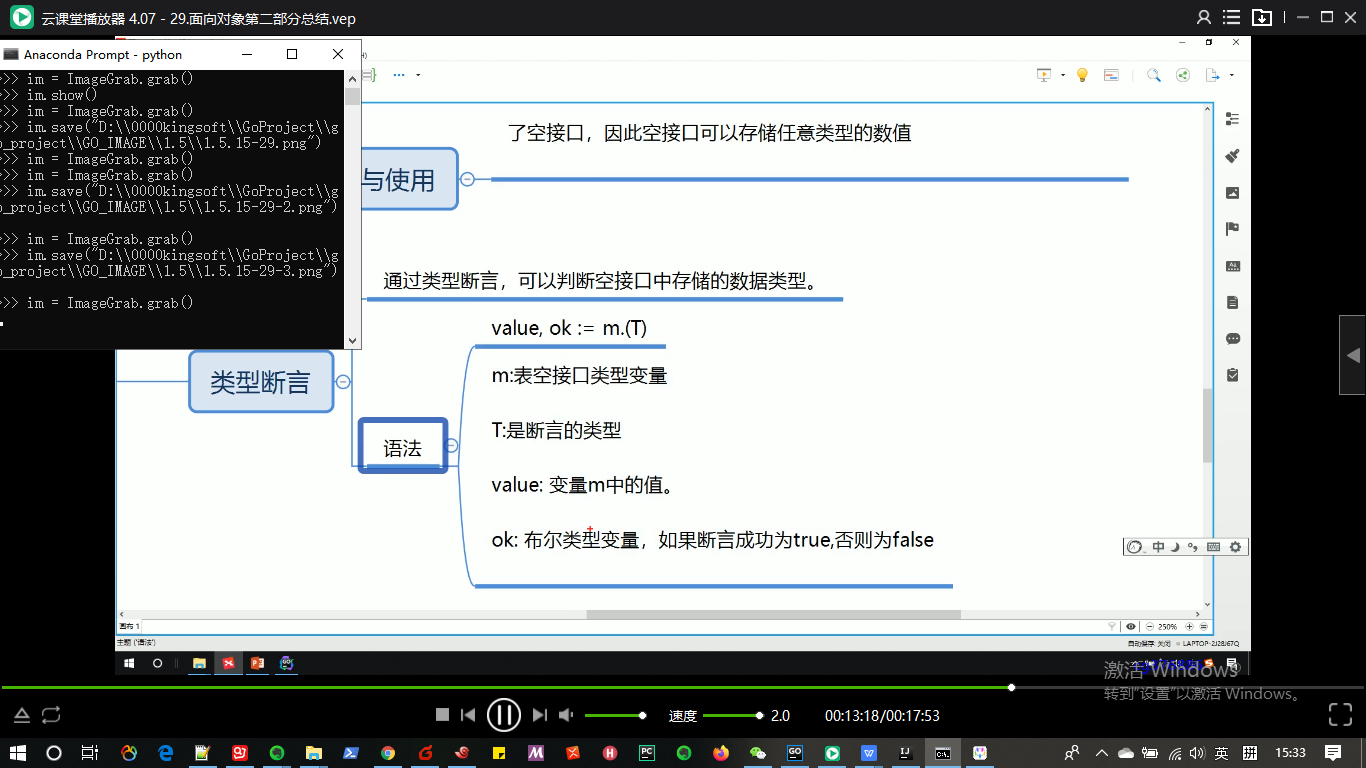 云课堂播放器 4.07 - 29.面向对象第二部分总结.vep
Anaconda Prompt - python
>> im = ImageGrab.grab()
>> im.show()
>> im = ImageGrab.grab()
>> im.save("D:\\0000kingsoft\\GoProject\\g
o_project\\GO_IMAGE\\1.5\\1.5.15-29.png")
>> im = ImageGrab.grab()
>> im = ImageGrab.grab()
>> im.save("D:\\0000kingsoft\\GoProject\\g
o_project\\GO_IMAGE\\1.5\\1.5.15-29-2.png")
>> im = ImageGrab.grab()
>> im.save("D:\\0000kingsoft\\GoProject\\g
o_project\\GO_IMAGE\\1.5\\1.5.15-29-3.png")
>> im = ImageGrab.grab()
了空接口，因此空接口可以存储任意类型的数值
与使用
通过类型断言，可以判断空接口中存储的数据类型。
value, ok := m.(T)
m:表空接口类型变量
类型断言
T:是断言的类型
语法
value: 变量m中的值。
ok: 布尔类型变量，如果断言成功为true,否则为false
中
画布 1
250%
主题 ('语法')
自动保存: 关闭
LAPTOP-2J28J67Q
激活 Windows
转到"设置"以激活 Windows。
速度
2.0
00:13:18/00:17:53
英
拼
15:33